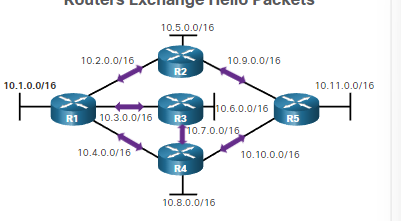 Routers Exchange Hello Packets
10.5.0.0/16
10.2.0.0/16
10.9.0.0/16
R2
10.1.0.0/16
10.11.0.0/16
R1
10.3.0.0/16
R3
10.6.0.0/16
R5
10.7.0.0/16
10.4.0.0/16
R4
10.10.0.0/16
10.8.0.0/16